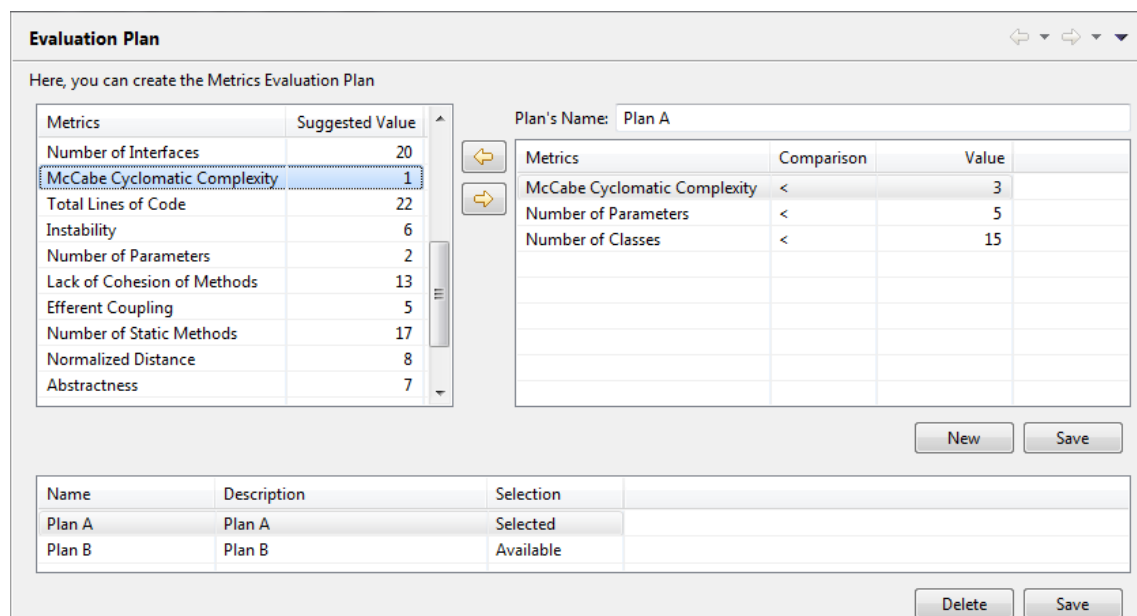 Evaluation Plan
Here, you can create the Metrics Evaluation Plan
Metrics Suggested Value
Number of Interfaces 20
McCabe Cyclomatic Complexity 1
Total Lines of Code 22
Instability 6
Number of Parameters 2
Lack of Cohesion of Methods 13
Efferent Coupling 5
Number of Static Methods 17
Normalized Distance 8
Abstractness 7
Plan's Name: Plan A
Metrics Comparison Value
McCabe Cyclomatic Complexity < 3
Number of Parameters < 5
Number of Classes < 15
New Save
Name Description Selection
Plan A Plan A Selected
Plan B Plan B Available
Delete Save